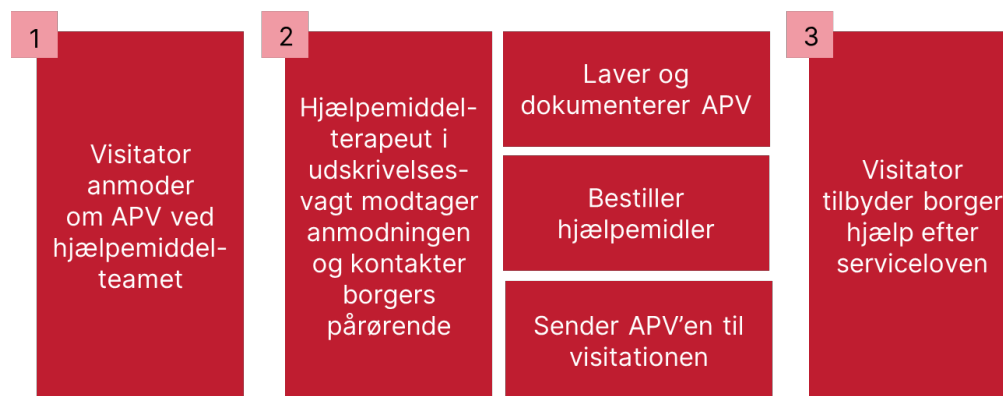 1
Visitator
anmoder
om APV ved
hjælpemiddel-
teamet
2
Hjælpemiddel-
terapeut i
udskrivelses-
vagt modtager
anmodningen
og kontakter
borgers
pårørende
Laver og
dokumenterer APV
Bestiller
hjælpemidler
Sender APV’en til
visitationen
3
Visitator
tilbyder borger
hjælp efter
serviceloven